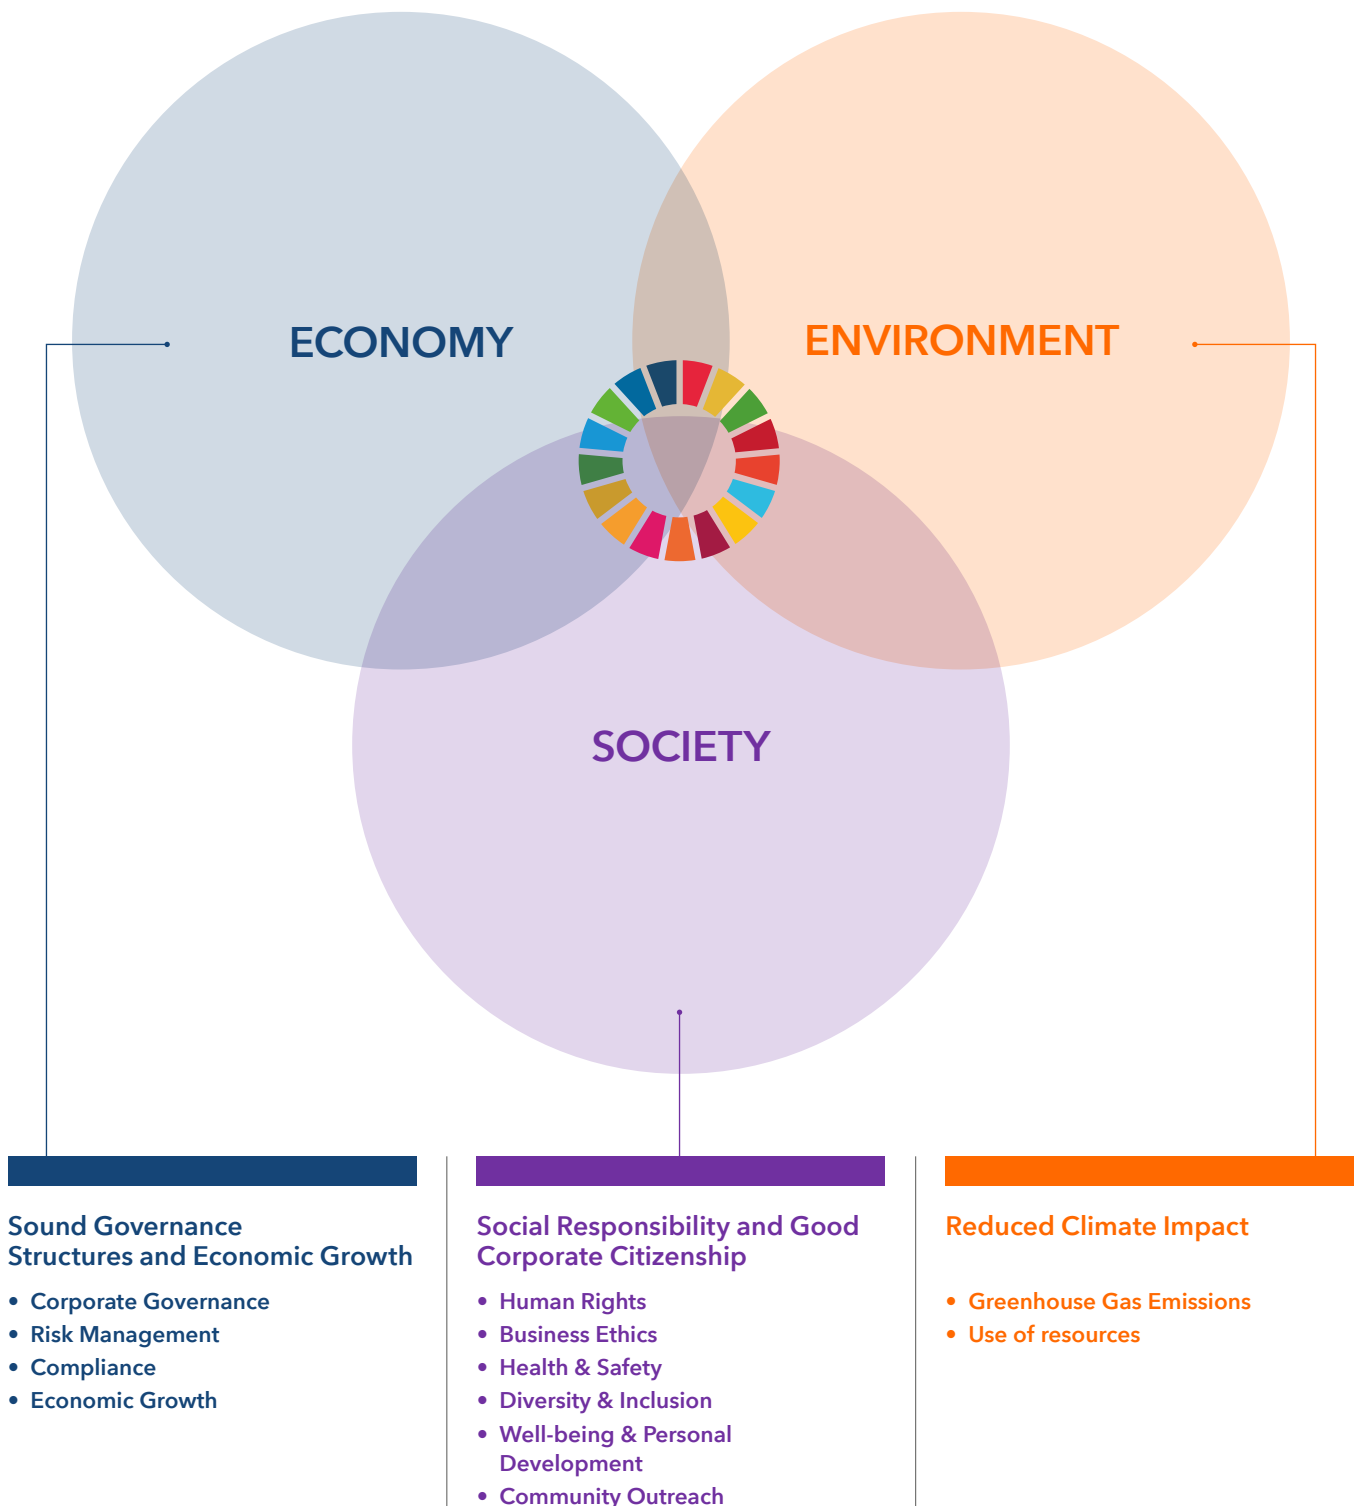 ECONOMY
ENVIRONMENT
SOCIETY
Sound Governance
Structures and Economic Growth
• Corporate Governance
• Risk Management
• Compliance
• Economic Growth
Social Responsibility and Good
Corporate Citizenship
• Human Rights
• Business Ethics
• Health & Safety
• Diversity & Inclusion
• Well-being & Personal
Development
• Community Outreach
Reduced Climate Impact
• Greenhouse Gas Emissions
• Use of resources